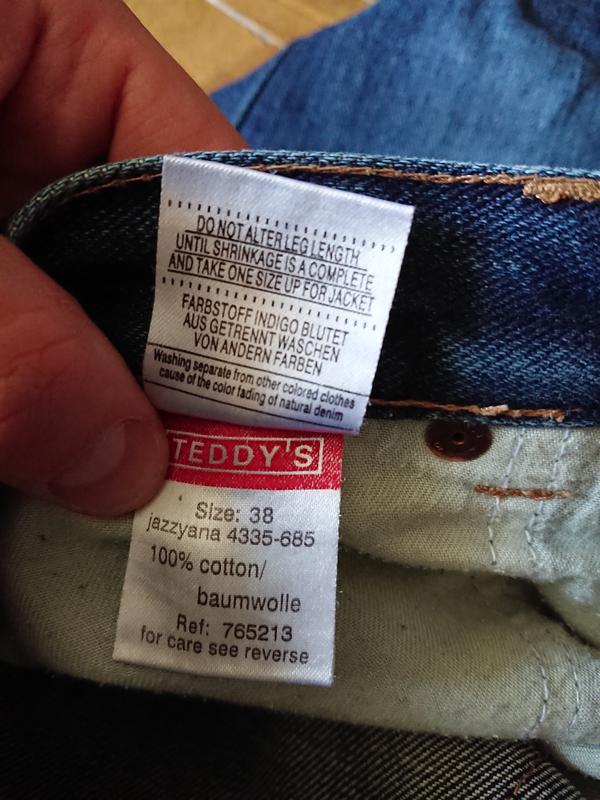 DO NOT ALTER LEG LENGTH
UNTIL SHRINKAGE IS A COMPLETE
AND TAKE ONE SIZE UP FOR JACKET
FARBSTOFF INDIGO BLUTET
AUS GETRENNT WASCHEN
VON ANDERN FARBEN
Washing separate from other colored clothes
cause of the color fading of natural denim
TEDDY'S
Size: 38
jazzyana 4335-685
100% cotton/
baumwolle
Ref: 765213
for care see reverse